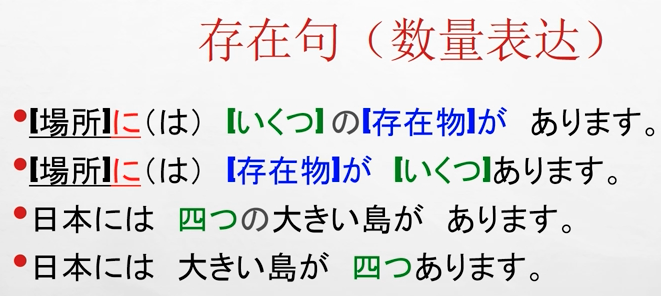 存在句（数量表达）
•【場所】に（は）【いくつ】の【存在物】が　あります。
•【場所】に（は）【存在物】が　【いくつ】あります。
•日本には　四つの大きい島が　あります。
•日本には　大きい島が　四つあります。